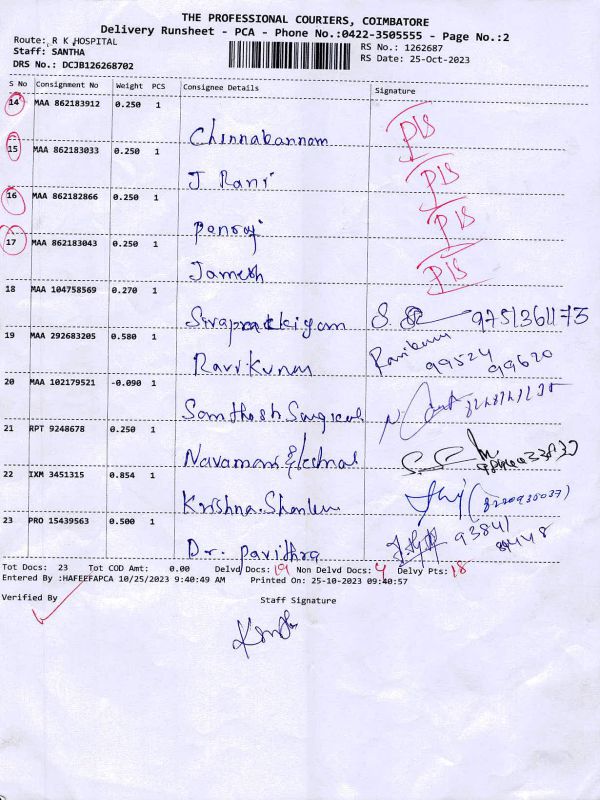 THE PROFESSIONAL COURIERS, COIMBATORE
Delivery Runsheet - PCA - Phone No.:0422-3505555 - Page No.:2
Route: R K HOSPITAL
RS No.: 1262687
Staff: SANTHA
RS Date: 25-Oct-2023
DRS No.: DCJB126268702
S No Consignment No Weight PCS Consignee Details Signature
14 MAA 862183912 0.250 1
Chinnakannam PIS
15 MAA 862183033 0.250 1
J Rani PIS
16 MAA 862182866 0.250 1
Panraj PIS
17 MAA 862183043 0.250 1
Jamesh PIS
18 MAA 104758569 0.270 1
Sivaprackigam 9751361173
19 MAA 292683205 0.580 1
Ravi Kumar 99524 99620
20 MAA 102179521 -0.090 1
Santhosh Surgical
21 RPT 9248678 0.250 1
Navamani
22 IXM 3451315 0.854 1
Krishna.
23 PRO 15439563 0.500 1
Dr. Pavithra 93841
Tot Docs: 23 Tot COD Amt: 0.00 Delvd Docs: 19 Non Delvd Docs: 4 Delvy Pts: 18
Entered By :HAFEEFAPCA 10/25/2023 9:40:49 AM Printed On: 25-10-2023 09:40:57
Verified By Staff Signature